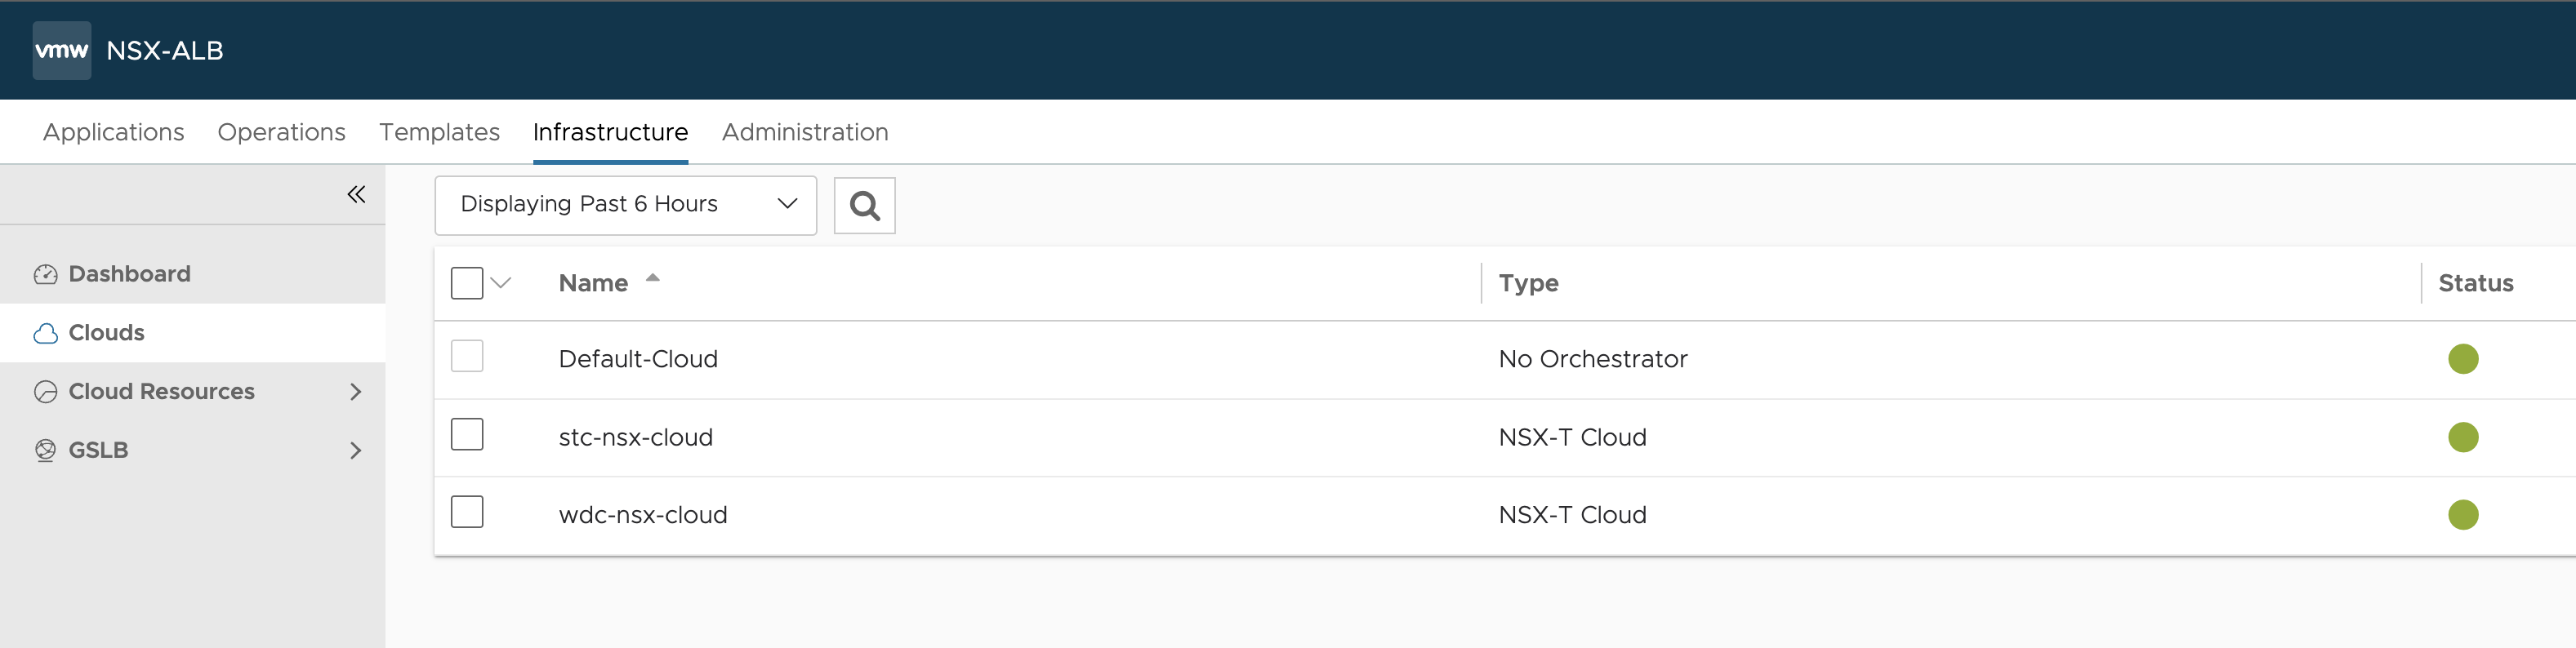 vmw NSX-ALB
Applications Operations Templates Infrastructure Administration
Displaying Past 6 Hours
Dashboard
Clouds
Cloud Resources
GSLB
Name Type Status
Default-Cloud No Orchestrator
stc-nsx-cloud NSX-T Cloud
wdc-nsx-cloud NSX-T Cloud